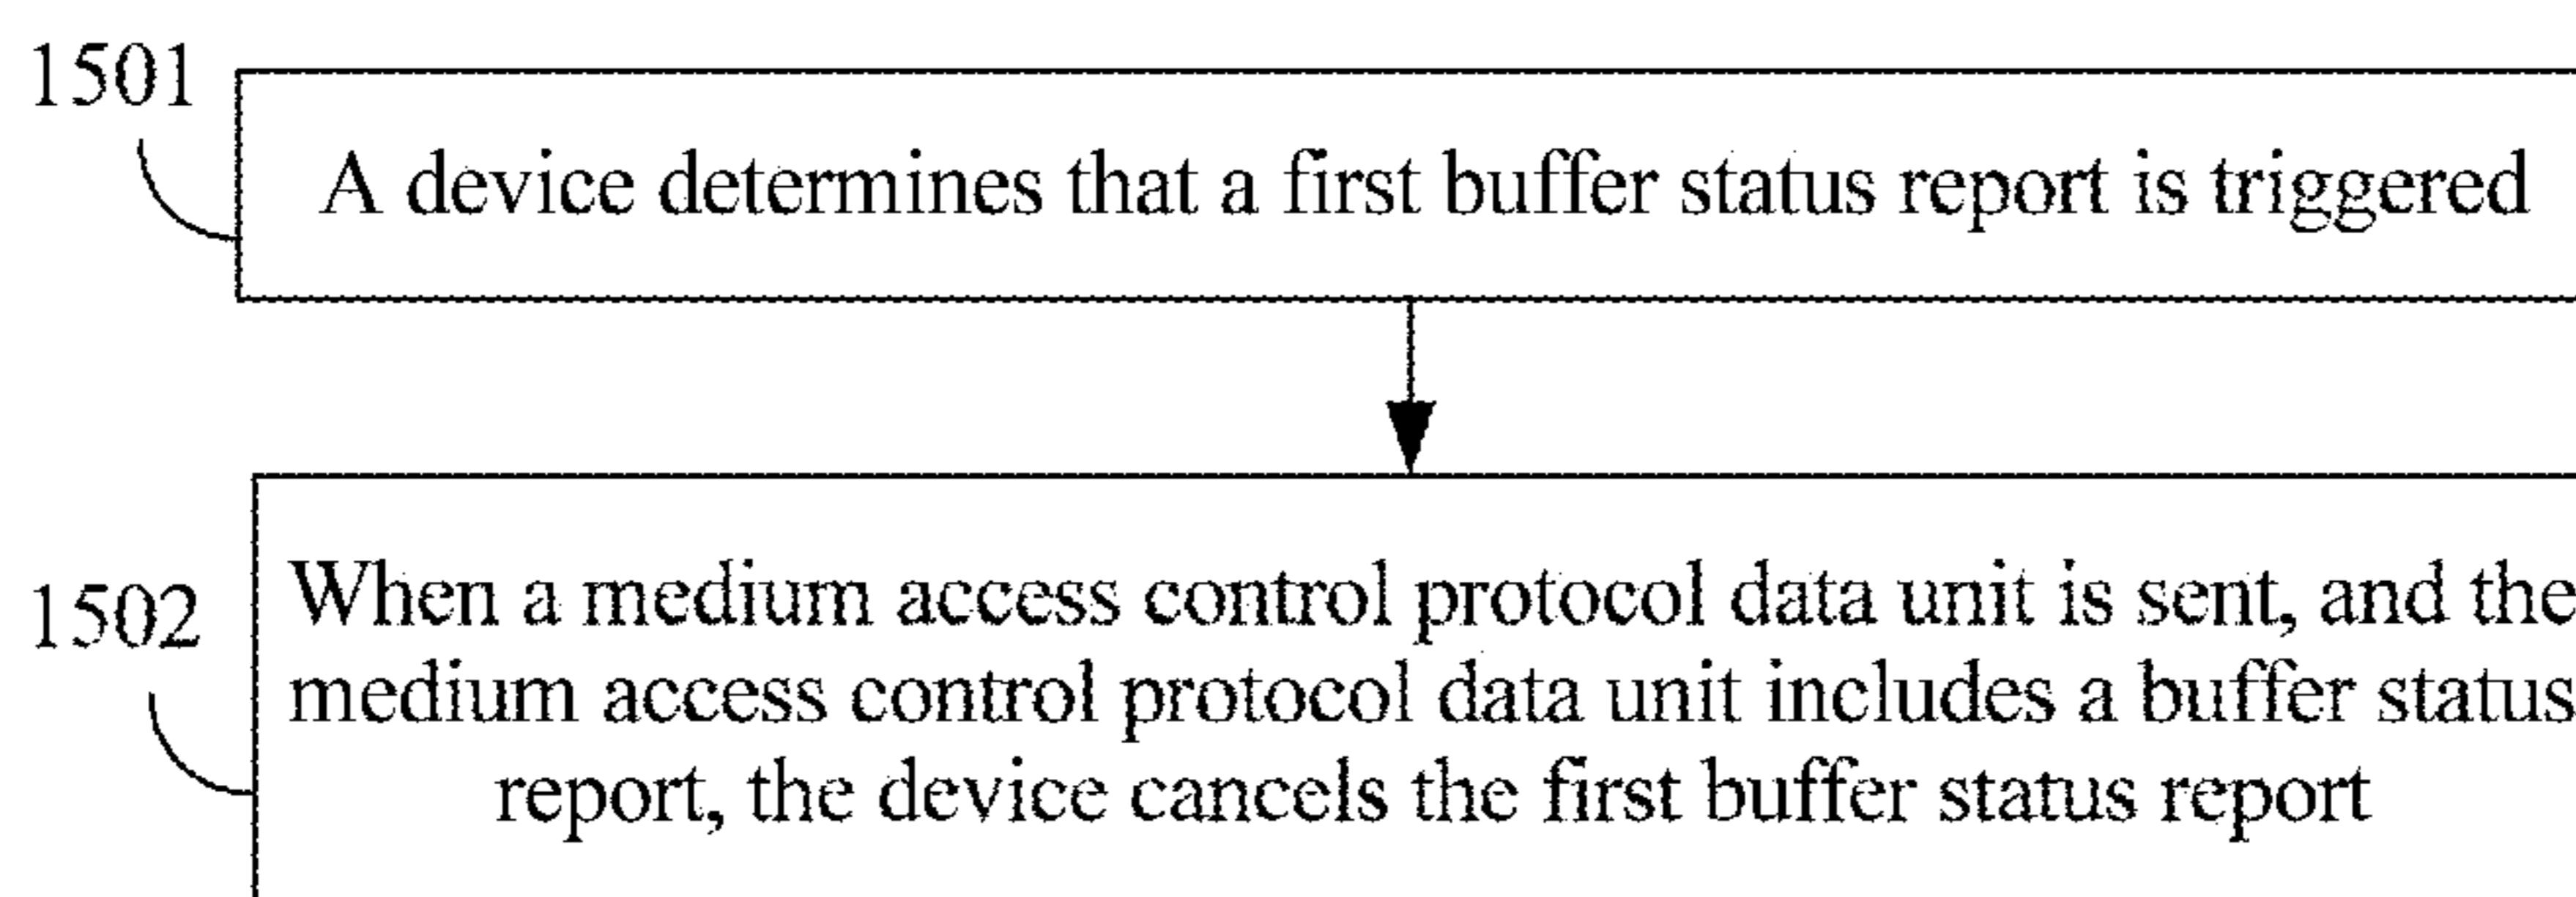 1501
A device determines that a first buffer status report is triggered
1502
When a medium access control protocol data unit is sent, and the
medium access control protocol data unit includes a buffer status
report, the device cancels the first buffer status report